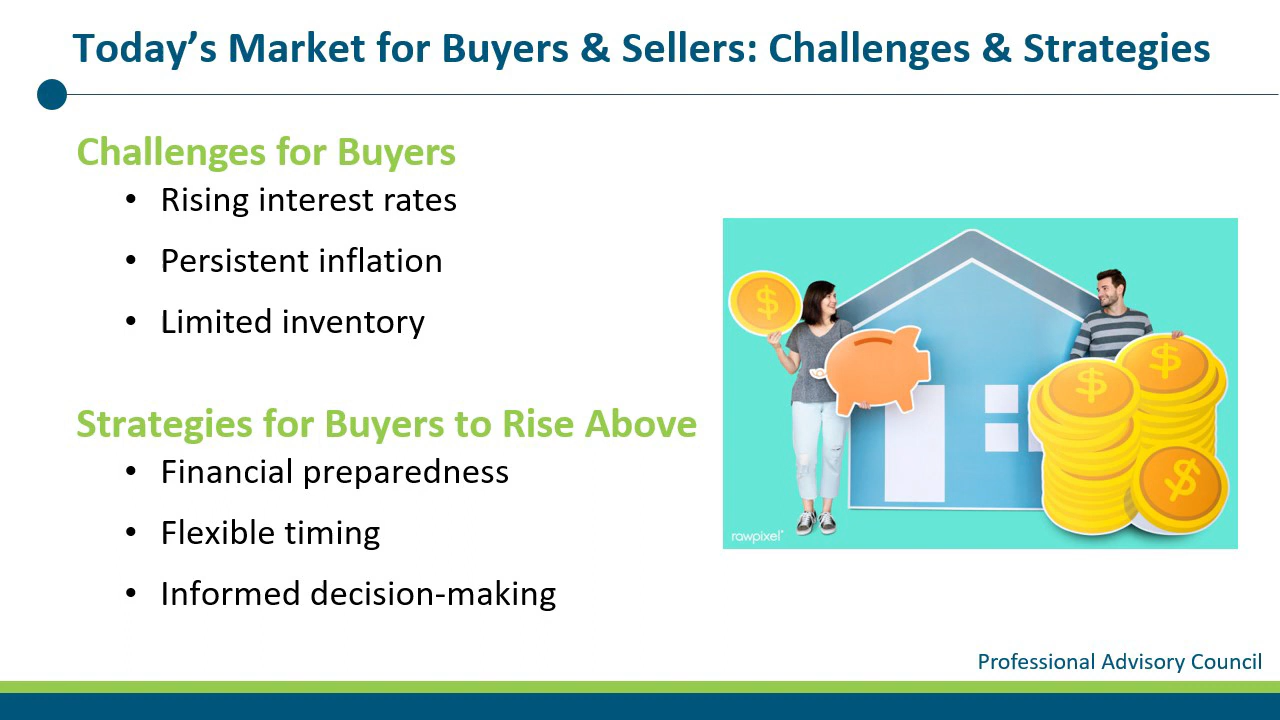 Today’s Market for Buyers & Sellers: Challenges & Strategies
Challenges for Buyers
• Rising interest rates
• Persistent inflation
• Limited inventory
Strategies for Buyers to Rise Above
• Financial preparedness
• Flexible timing
• Informed decision-making
$
$
$
$
rawpixel
Professional Advisory Council